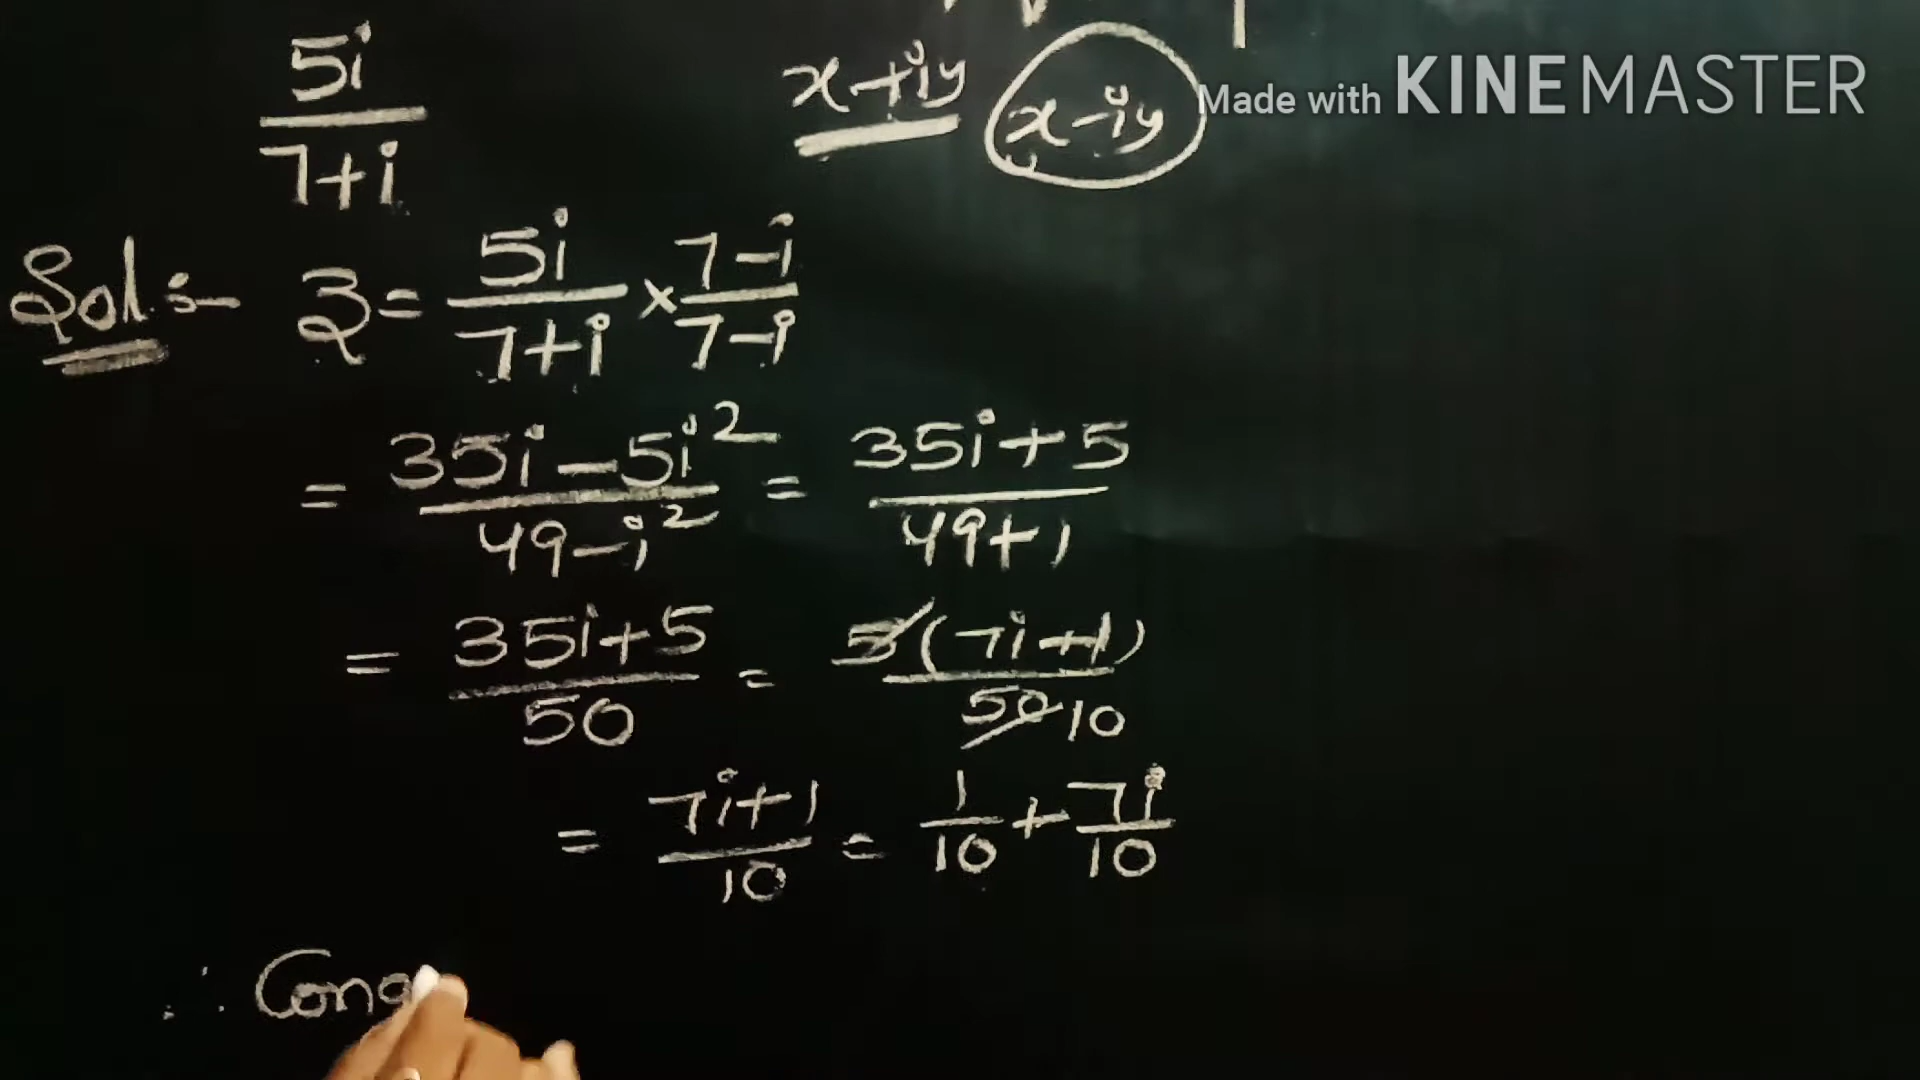 5i/7+i
x+iy x-iy
Made with KINEMASTER
Sol:- z = 5i/7+i × 7-i/7-i
= 35i-5i²/49-i² = 35i+5/49+1
= 35i+5/50 = 5(7i+1)/50 10
= 7i+1/10 = 1/10 + 7i/10
∴ Con